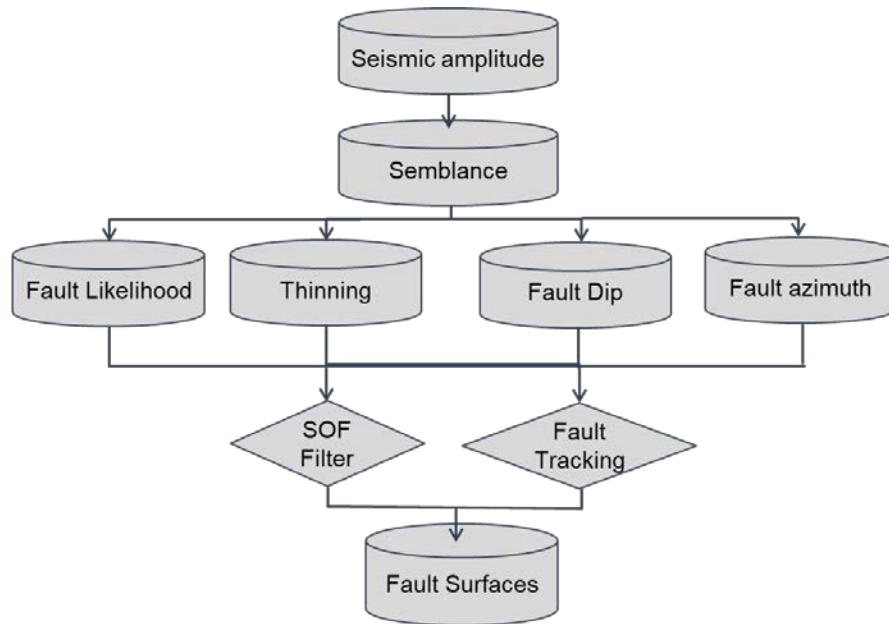 Seismic amplitude
Semblance
Fault Likelihood
Thinning
Fault Dip
Fault azimuth
SOF
Filter
Fault
Tracking
Fault Surfaces